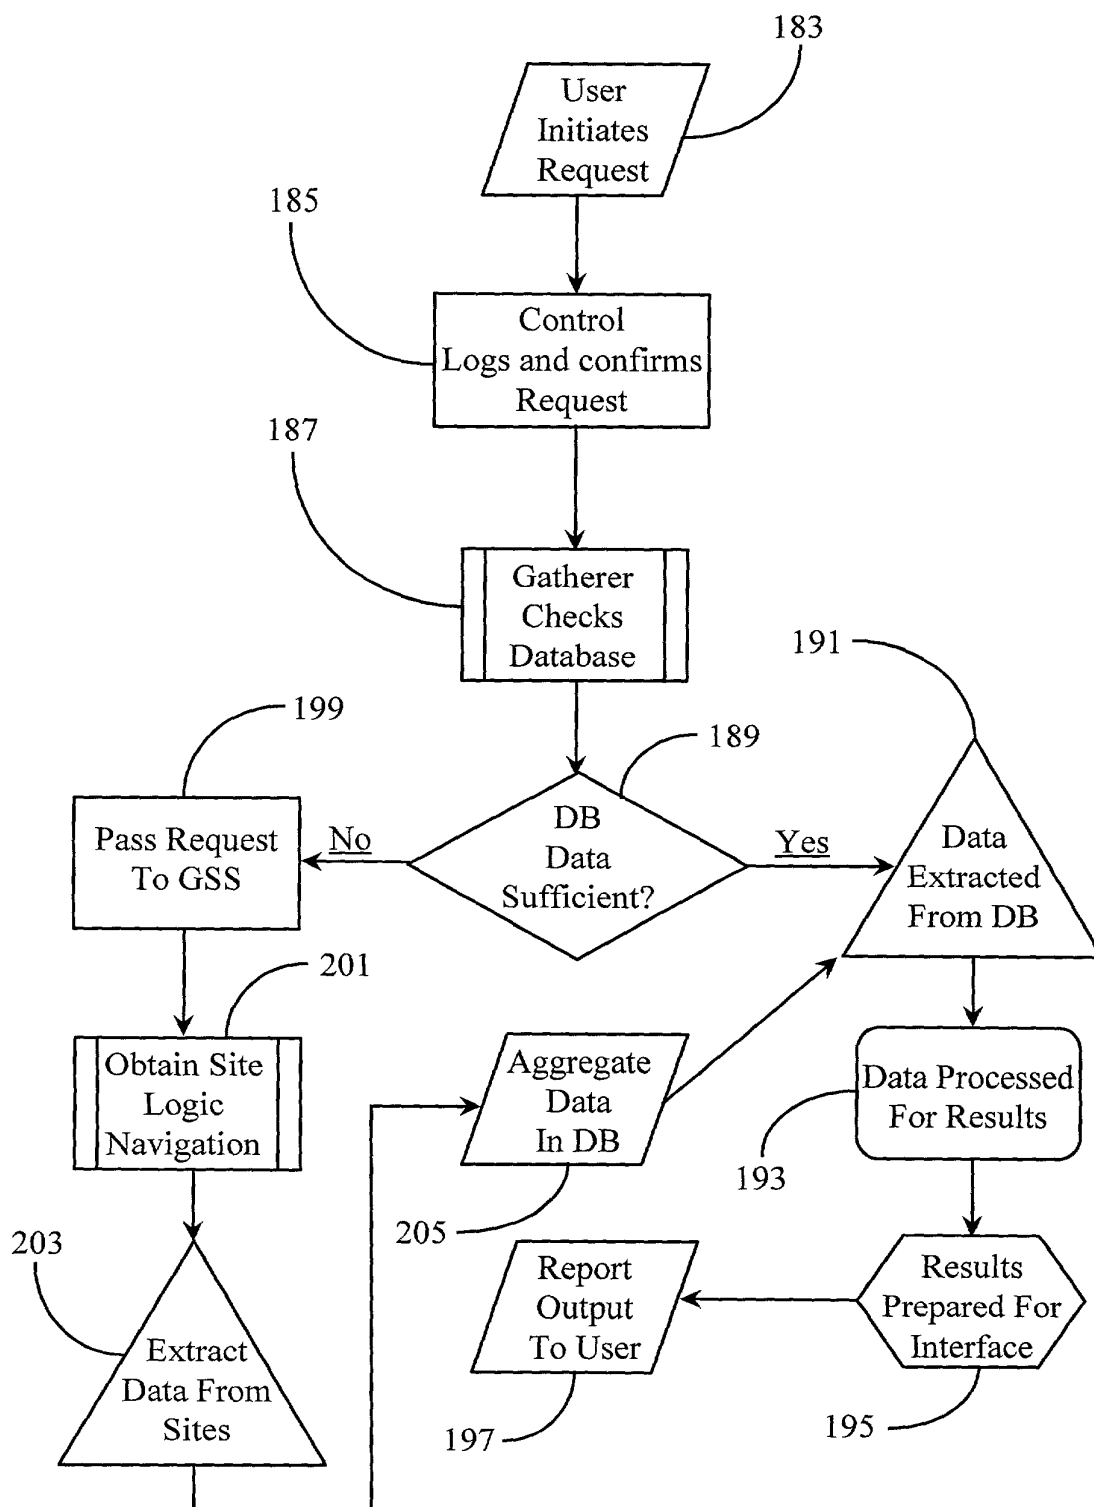 183
User
Initiates
Request
185
Control
Logs and confirms
Request
187
Gatherer
Checks
Database
191
199
189
Pass Request
To GSS
No
DB
Data
Sufficient?
Yes
Data
Extracted
From DB
201
Obtain Site
Logic
Navigation
Aggregate
Data
In DB
Data Processed
For Results
193
205
203
Extract
Data From
Sites
Report
Output
To User
Results
Prepared For
Interface
197
195